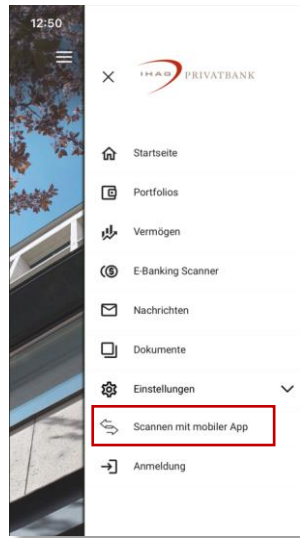 12:50
IHAG PRIVATBANK
Startseite
Portfolios
Vermögen
E-Banking Scanner
Nachrichten
Dokumente
Einstellungen
Scannen mit mobiler App
Anmeldung